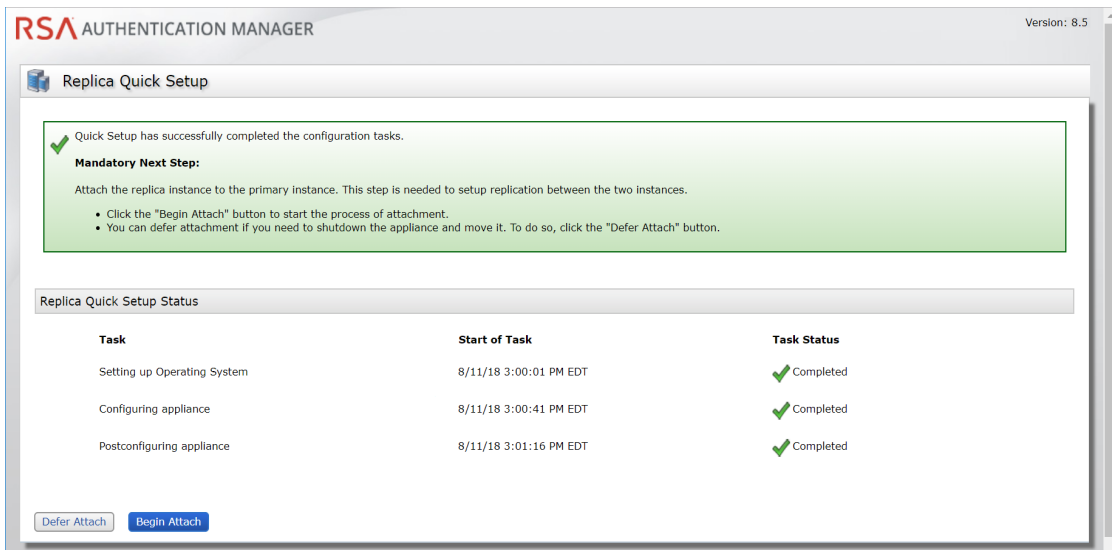 RSA AUTHENTICATION MANAGER
Version: 8.5
Replica Quick Setup
Quick Setup has successfully completed the configuration tasks.
Mandatory Next Step:
Attach the replica instance to the primary instance. This step is needed to setup replication between the two instances.
• Click the "Begin Attach" button to start the process of attachment.
• You can defer attachment if you need to shutdown the appliance and move it. To do so, click the "Defer Attach" button.
Replica Quick Setup Status
Task Start of Task Task Status
Setting up Operating System 8/11/18 3:00:01 PM EDT Completed
Configuring appliance 8/11/18 3:00:41 PM EDT Completed
Postconfiguring appliance 8/11/18 3:01:16 PM EDT Completed
Defer Attach Begin Attach